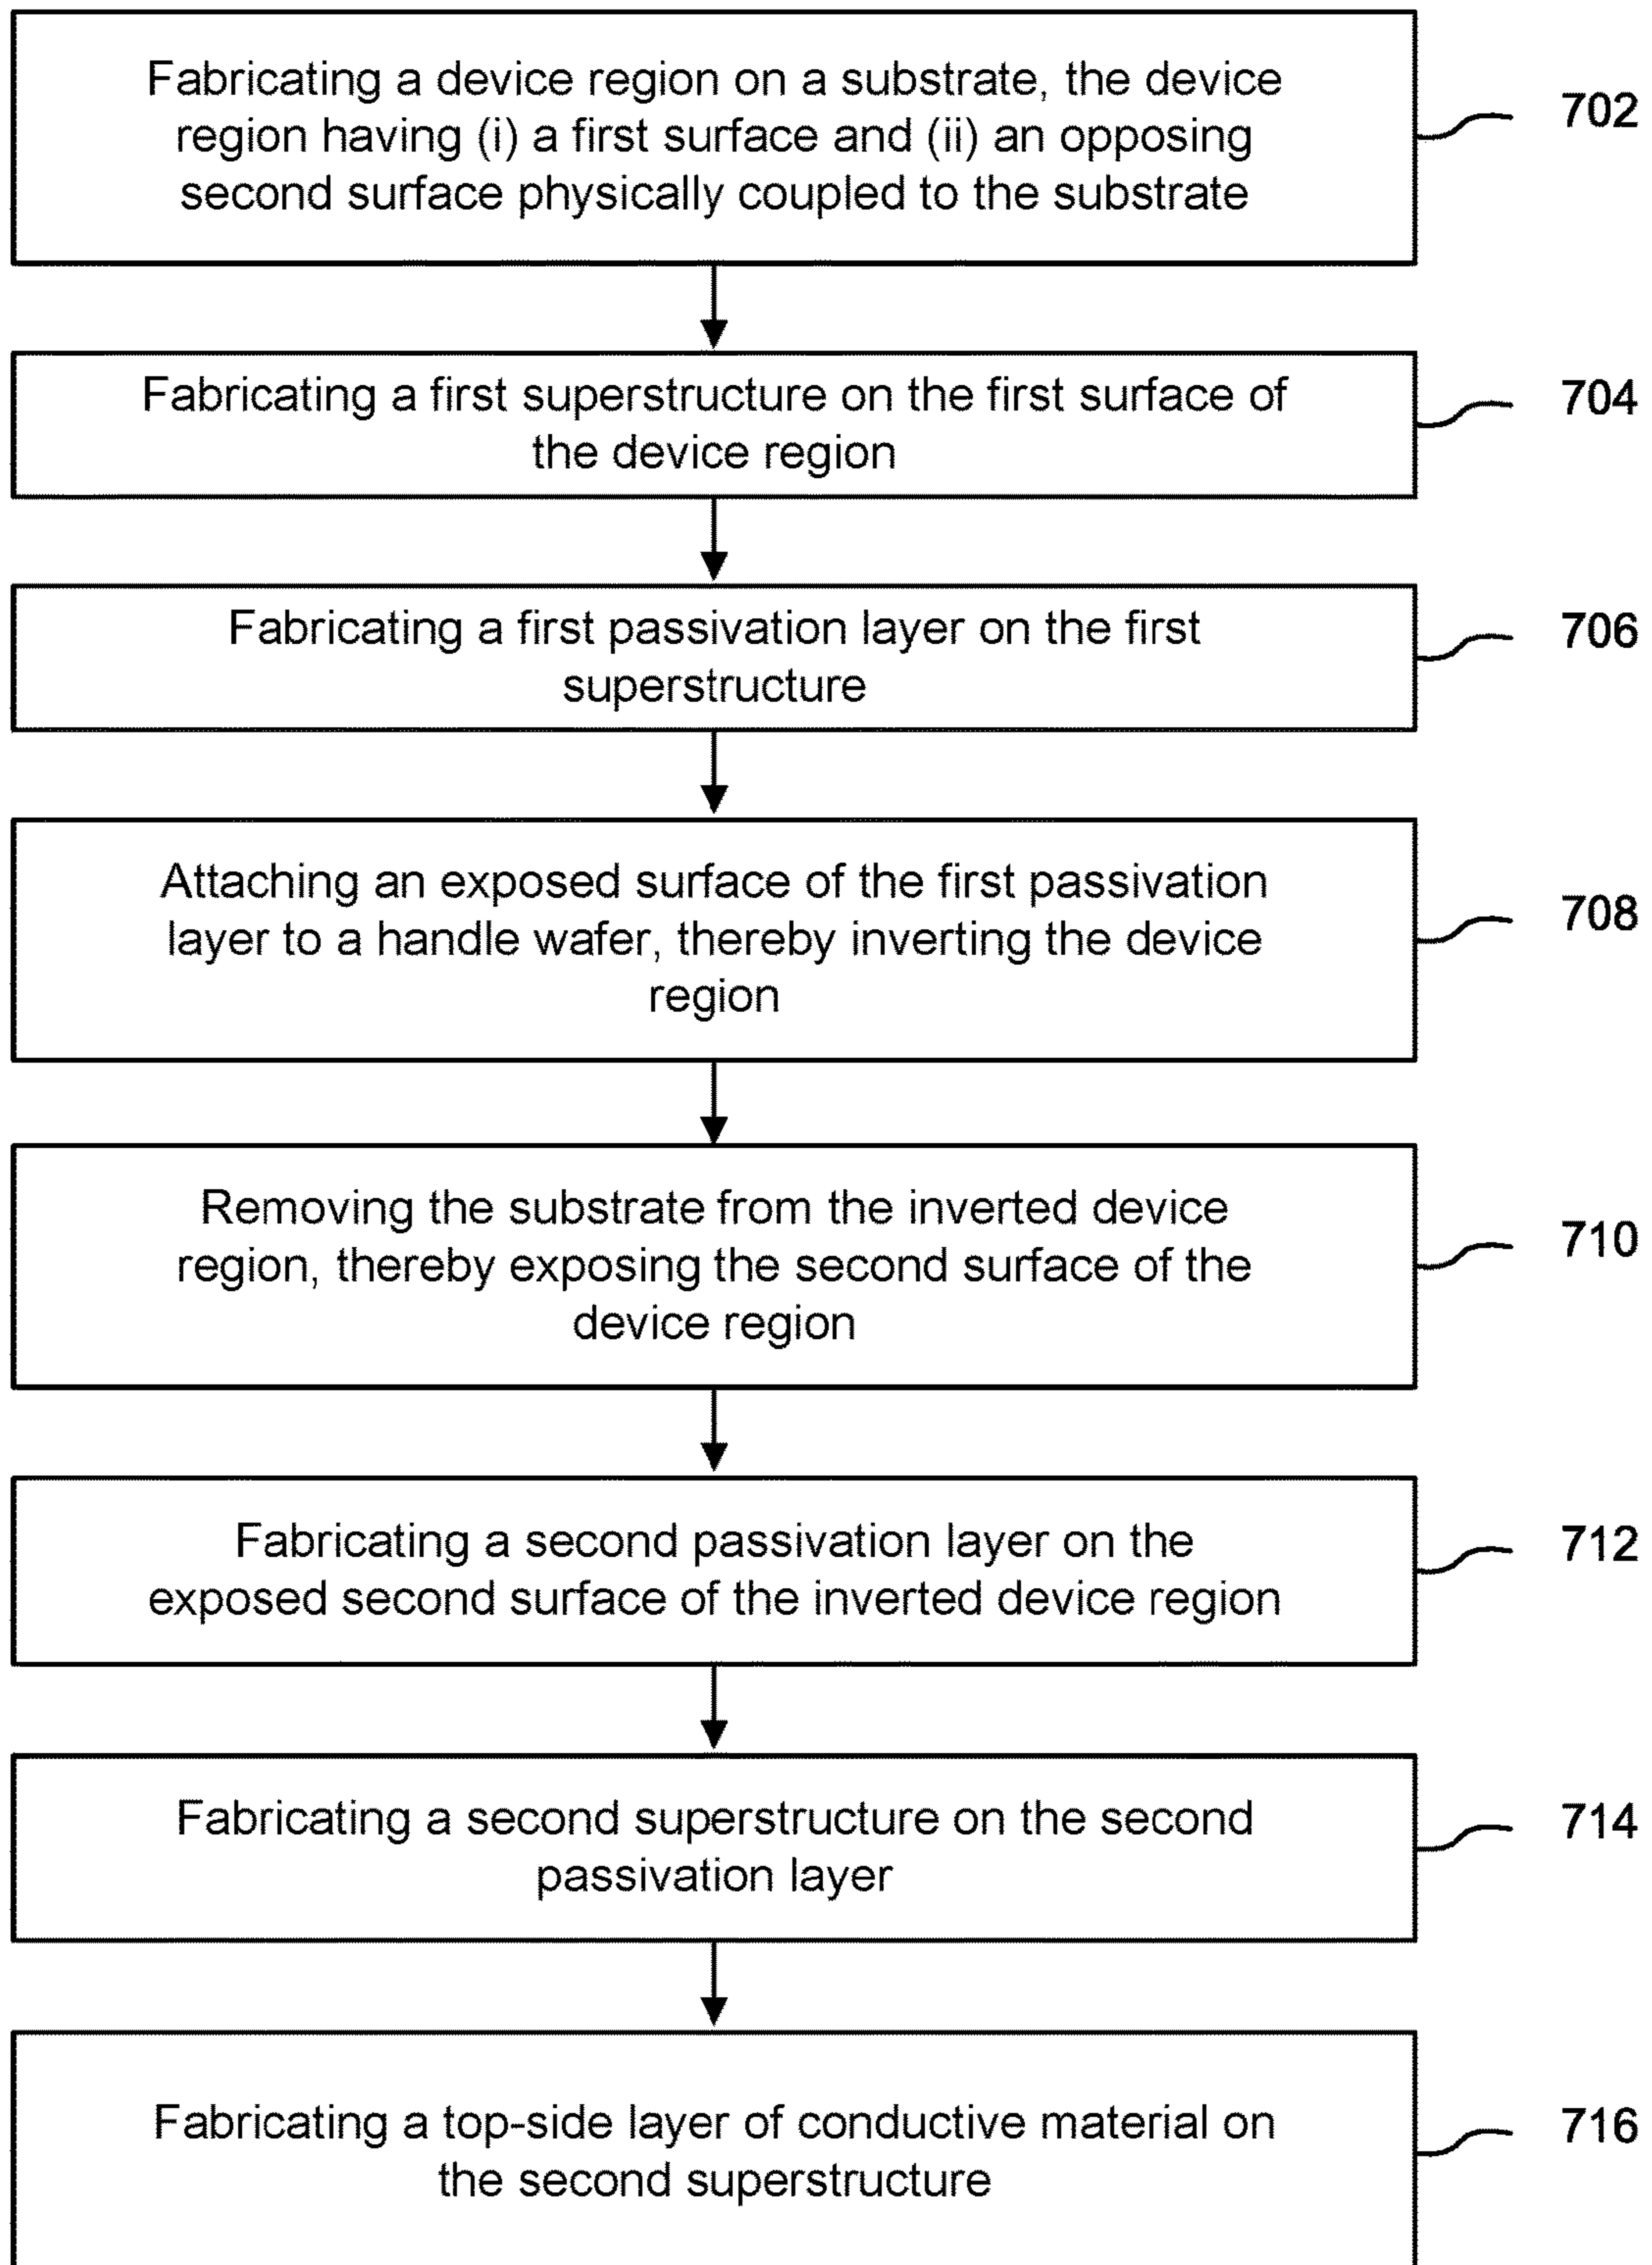 Fabricating a device region on a substrate, the device
region having (i) a first surface and (ii) an opposing
second surface physically coupled to the substrate
702
Fabricating a first superstructure on the first surface of
the device region
704
Fabricating a first passivation layer on the first
superstructure
706
Attaching an exposed surface of the first passivation
layer to a handle wafer, thereby inverting the device
region
708
Removing the substrate from the inverted device
region, thereby exposing the second surface of the
device region
710
Fabricating a second passivation layer on the
exposed second surface of the inverted device region
712
Fabricating a second superstructure on the second
passivation layer
714
Fabricating a top-side layer of conductive material on
the second superstructure
716